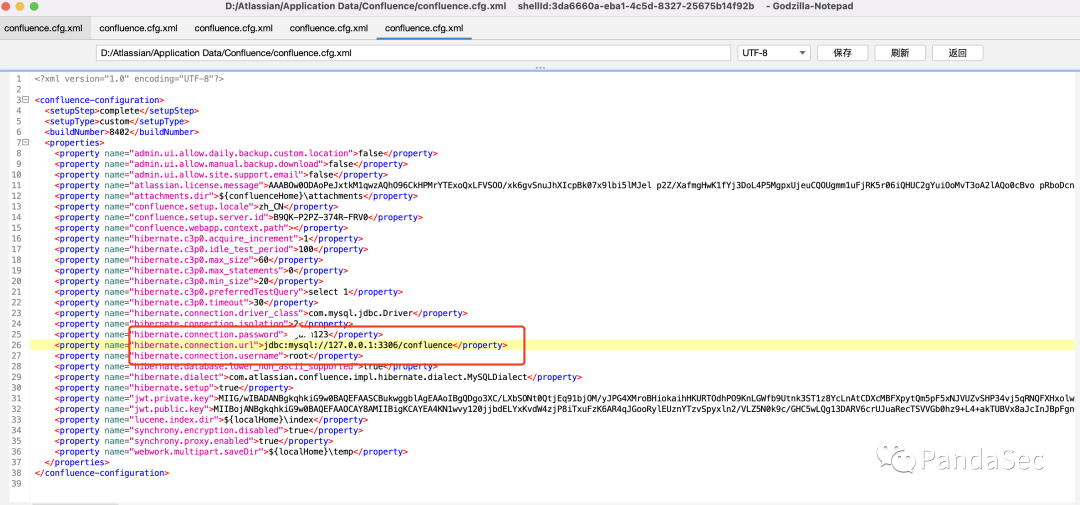 D:/Atlassian/Application Data/Confluence/confluence.cfg.xml shellId:3da6660a-eba1-4c5d-8327-25675b14f92b - Godzilla-Notepad
confluence.cfg.xml confluence.cfg.xml confluence.cfg.xml confluence.cfg.xml confluence.cfg.xml
D:/Atlassian/Application Data/Confluence/confluence.cfg.xml UTF-8 保存 刷新 返回
1 <?xml version="1.0" encoding="UTF-8"?>
2
3 <confluence-configuration>
4 <setupStep>complete</setupStep>
5 <setupType>custom</setupType>
6 <buildNumber>8402</buildNumber>
7 <properties>
8 <property name="admin.ui.allow.daily.backup.custom.location">false</property>
9 <property name="admin.ui.allow.manual.backup.download">false</property>
10 <property name="admin.ui.allow.site.support.email">false</property>
11 <property name="atlassian.license.message">
12 <property name="attachments.dir">${confluenceHome}\attachments</property>
13 <property name="confluence.setup.locale">zh_CN</property>
14 <property name="confluence.setup.server.id">B9QK-P2PZ-374R-FRV0</property>
15 <property name="confluence.webapp.context.path"></property>
16 <property name="hibernate.c3p0.acquire_increment">1</property>
17 <property name="hibernate.c3p0.idle_test_period">100</property>
18 <property name="hibernate.c3p0.max_size">60</property>
19 <property name="hibernate.c3p0.max_statements">0</property>
20 <property name="hibernate.c3p0.min_size">20</property>
21 <property name="hibernate.c3p0.preferredTestQuery">select 1</property>
22 <property name="hibernate.c3p0.timeout">30</property>
23 <property name="hibernate.connection.driver_class">com.mysql.jdbc.Driver</property>
24 <property name="hibernate.connection.isolation">2</property>
25 <property name="hibernate.connection.password"> 123</property>
26 <property name="hibernate.connection.url">jdbc:mysql://127.0.0.1:3306/confluence</property>
27 <property name="hibernate.connection.username">root</property>
28 <property name="hibernate.database.lower_non_ascii_supported">true</property>
29 <property name="hibernate.dialect">com.atlassian.confluence.impl.hibernate.dialect.MySQLDialect</property>
30 <property name="hibernate.setup">true</property>
31 <property name="jwt.private.key">
32 <property name="jwt.public.key">
33 <property name="lucene.index.dir">${localHome}\index</property>
34 <property name="synchrony.encryption.disabled">true</property>
35 <property name="synchrony.proxy.enabled">true</property>
36 <property name="webwork.multipart.saveDir">${localHome}\temp</property>
37 </properties>
38 </confluence-configuration>
39
PandaSec